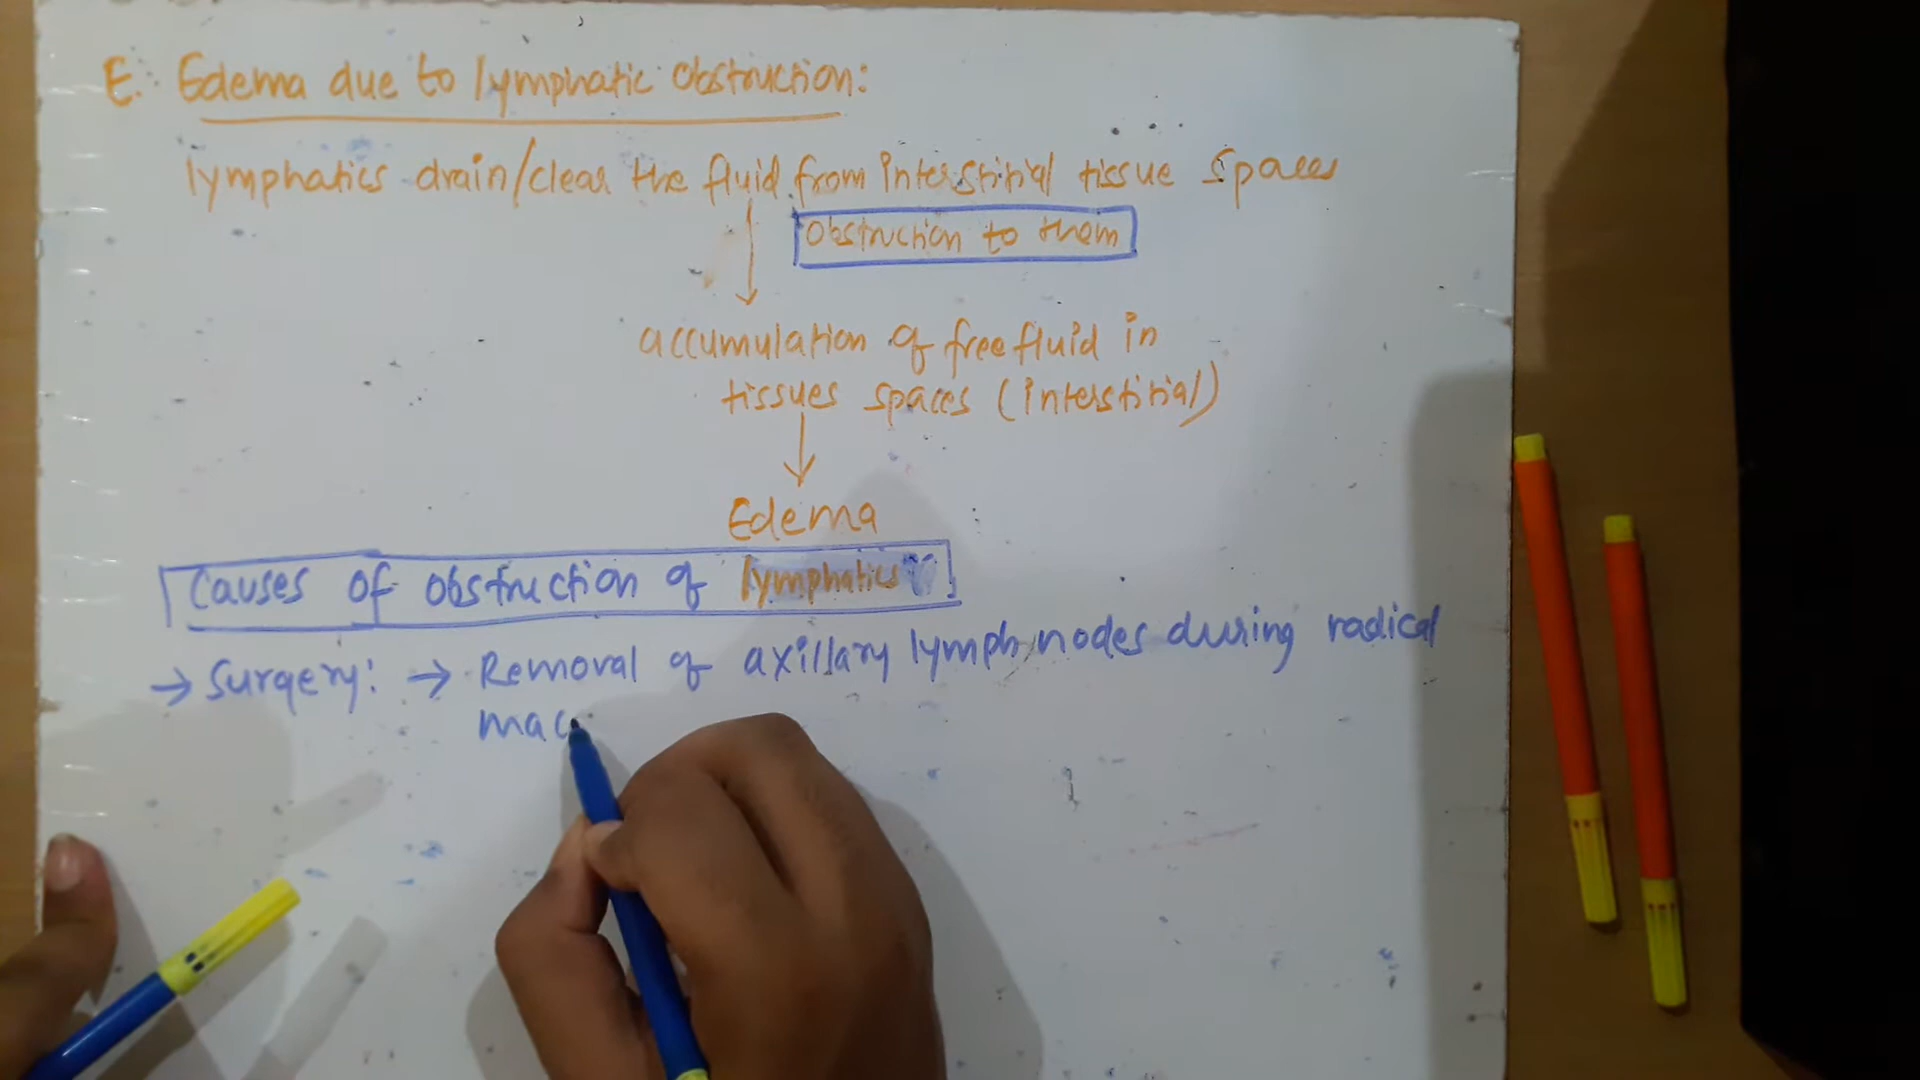 E. Edema due to lymphatic obstruction:
lymphatics drain/clear the fluid from interstitial tissue spaces
obstruction to them
accumulation of free fluid in
tissues spaces (interstitial)
Edema
Causes of obstruction of lymphatics
→ Surgery: → Removal of axillary lymph nodes during radical
mac